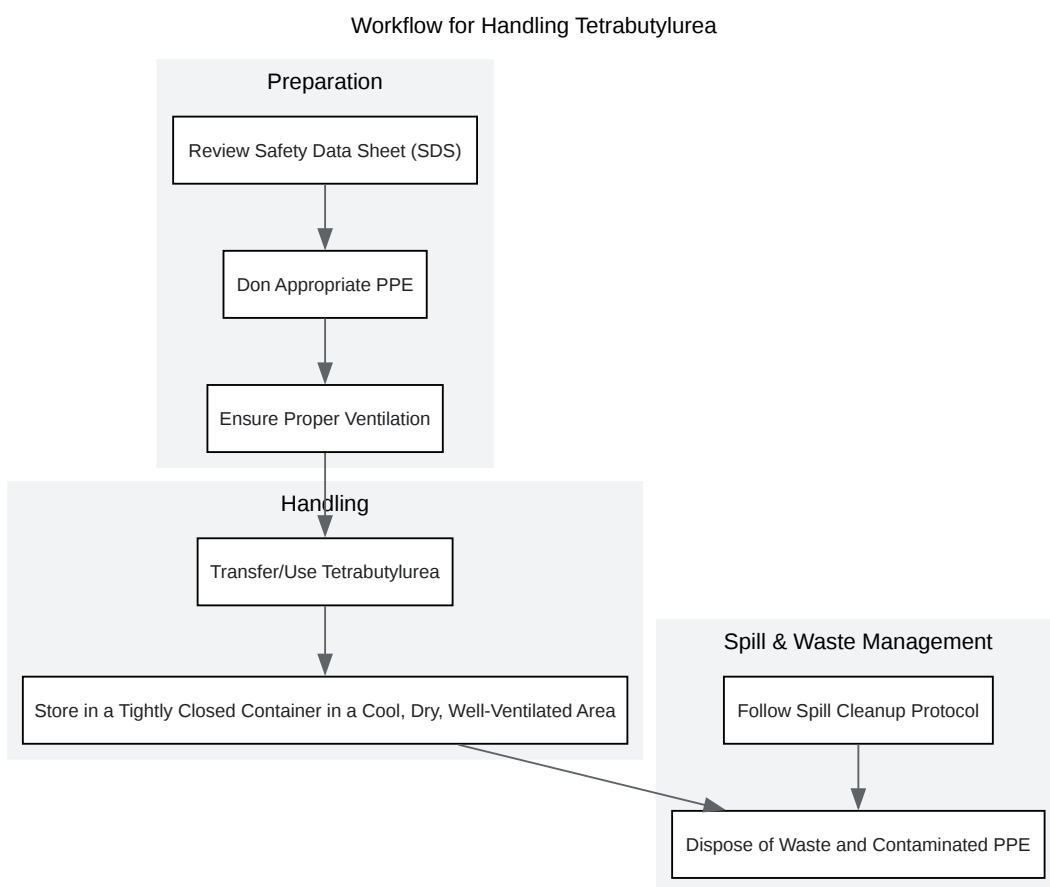 Workflow for Handling Tetrabutylurea
Preparation
Review Safety Data Sheet (SDS)
Don Appropriate PPE
Ensure Proper Ventilation
Handling
Transfer/Use Tetrabutylurea
Store in a Tightly Closed Container in a Cool, Dry, Well-Ventilated Area
Spill & Waste Management
Follow Spill Cleanup Protocol
Dispose of Waste and Contaminated PPE